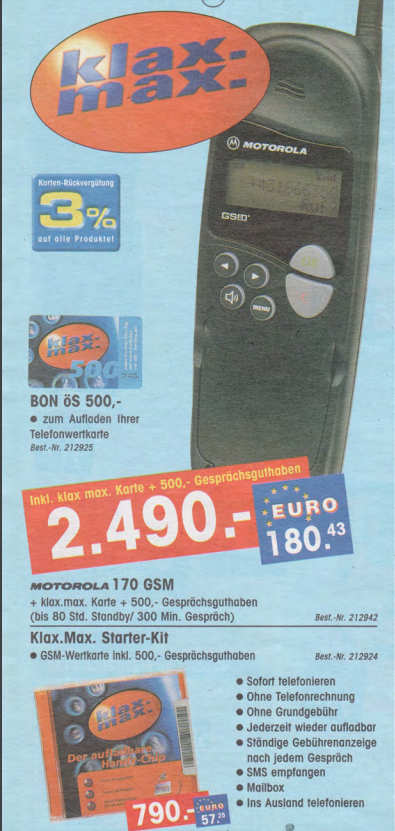 klax.
max.
MOTOROLA
GSM
MENU
Karten-Rückvergütung
3%
auf alle Produkte!
klax.
max.
500
BON öS 500,-
● zum Aufladen Ihrer
Telefonwertkarte
Best.-Nr. 212925
Inkl. klax max. Karte + 500,- Gesprächsguthaben
2.490.-
EURO
180.43
MOTOROLA 170 GSM
+ klax.max. Karte + 500,- Gesprächsguthaben
(bis 80 Std. Standby/ 300 Min. Gespräch)
Best.-Nr. 212942
Klax.Max. Starter-Kit
● GSM-Wertkarte inkl. 500,- Gesprächsguthaben
Best.-Nr. 212924
klax.
max.
Der aufladbare
Handy-Chip
790.-
EURO
57.25
● Sofort telefonieren
● Ohne Telefonrechnung
● Ohne Grundgebühr
● Jederzeit wieder aufladbar
● Ständige Gebührenanzeige
nach jedem Gespräch
● SMS empfangen
● Mailbox
● Ins Ausland telefonieren